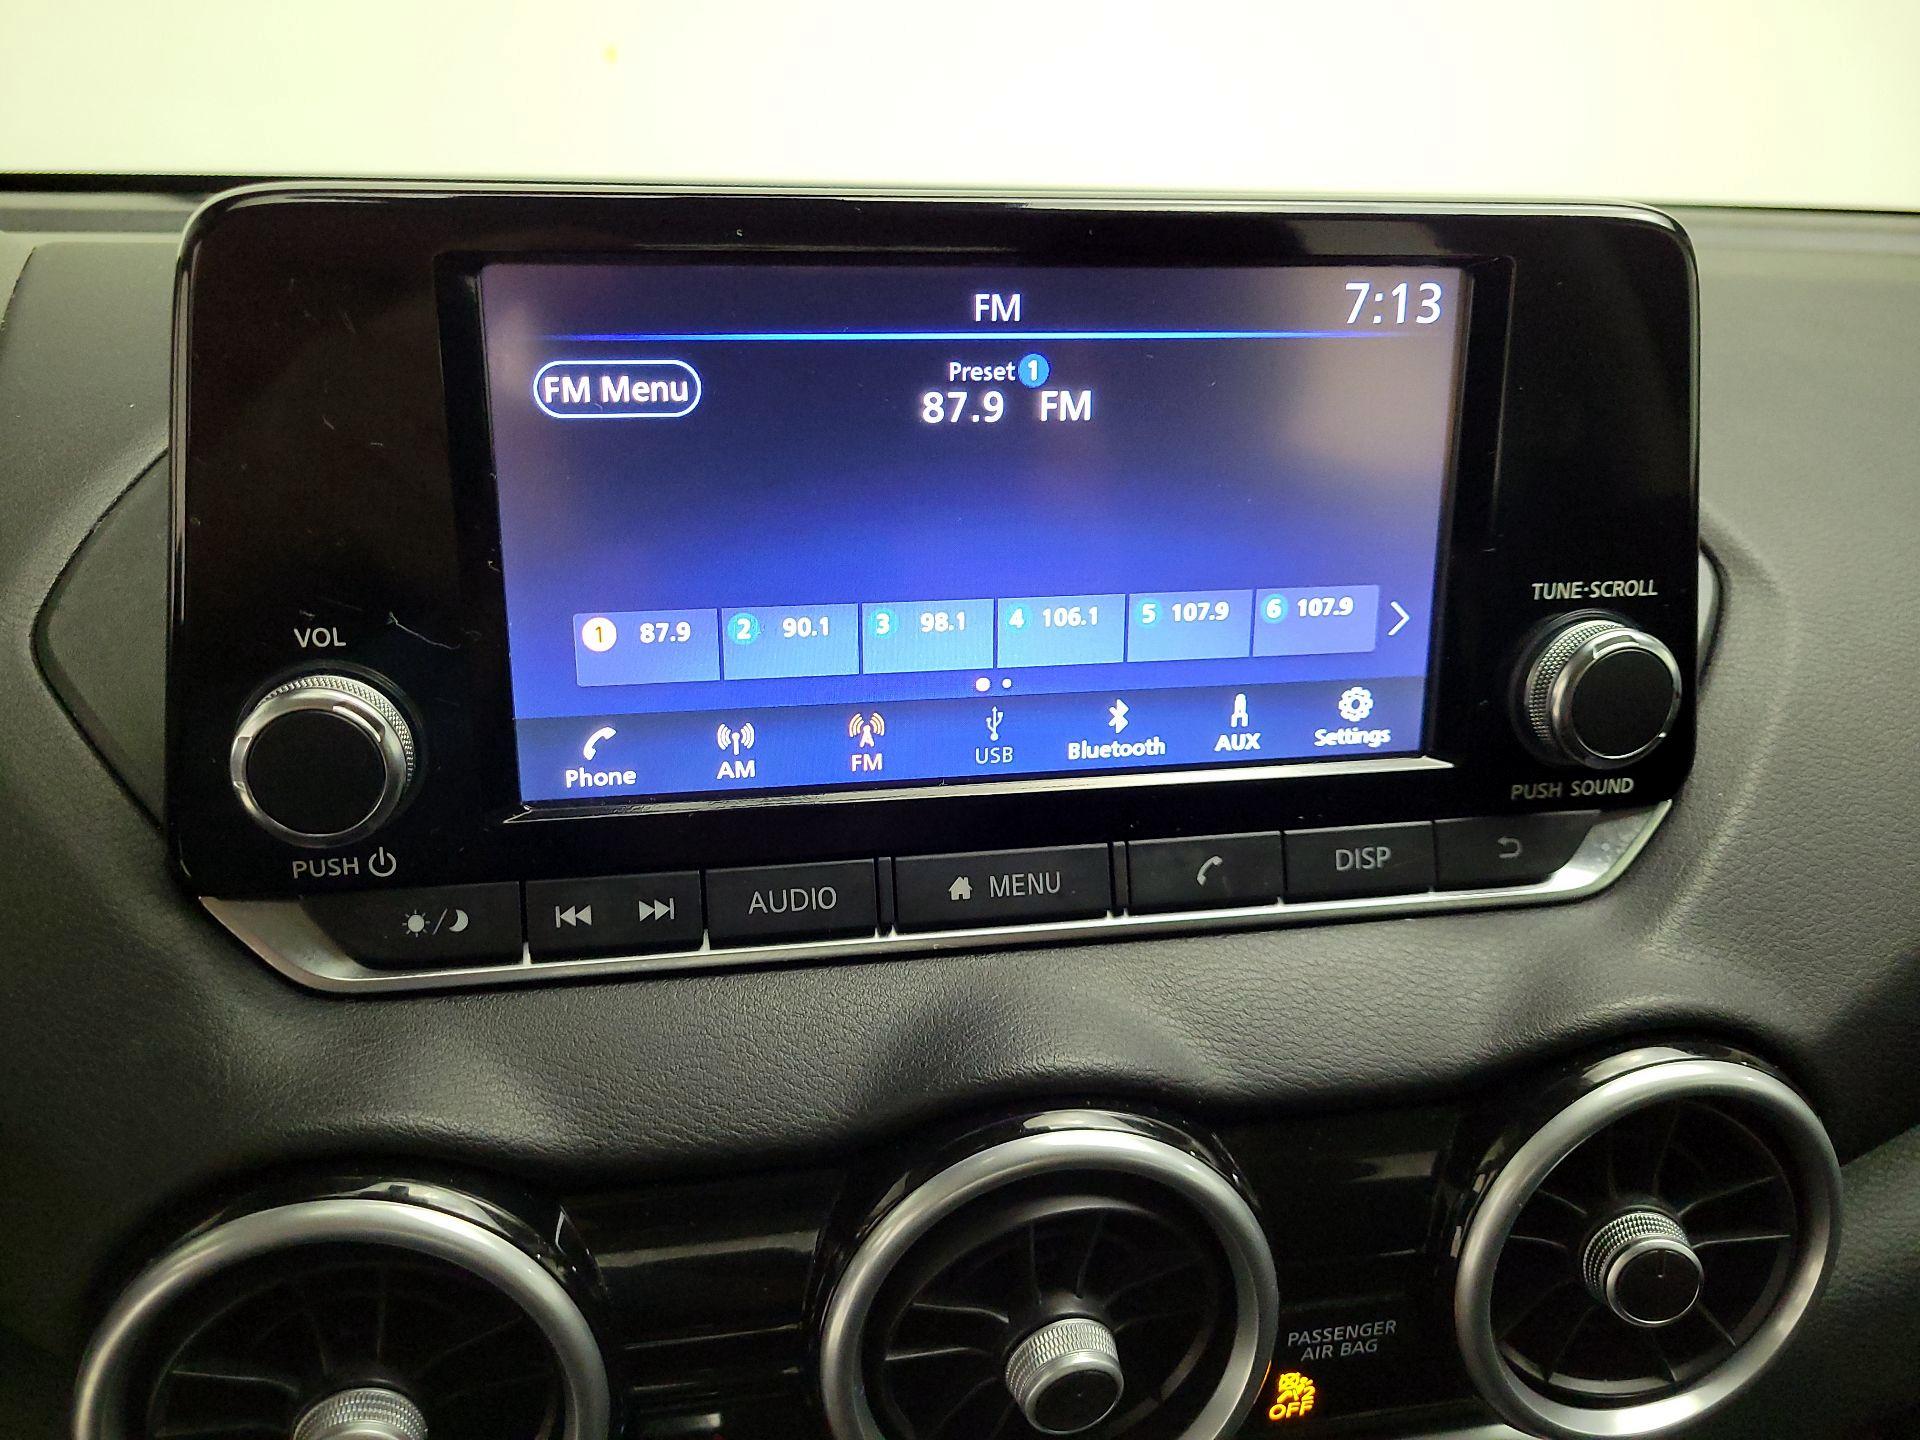 FM 7:13
FM Menu
Preset 1
87.9 FM
1 87.9 2 90.1 3 98.1 4 106.1 5 107.9 6 107.9
Phone AM FM USB Bluetooth AUX Settings
VOL
PUSH
TUNE·SCROLL
PUSH SOUND
AUDIO MENU DISP
PASSENGER
AIR BAG
2
OFF